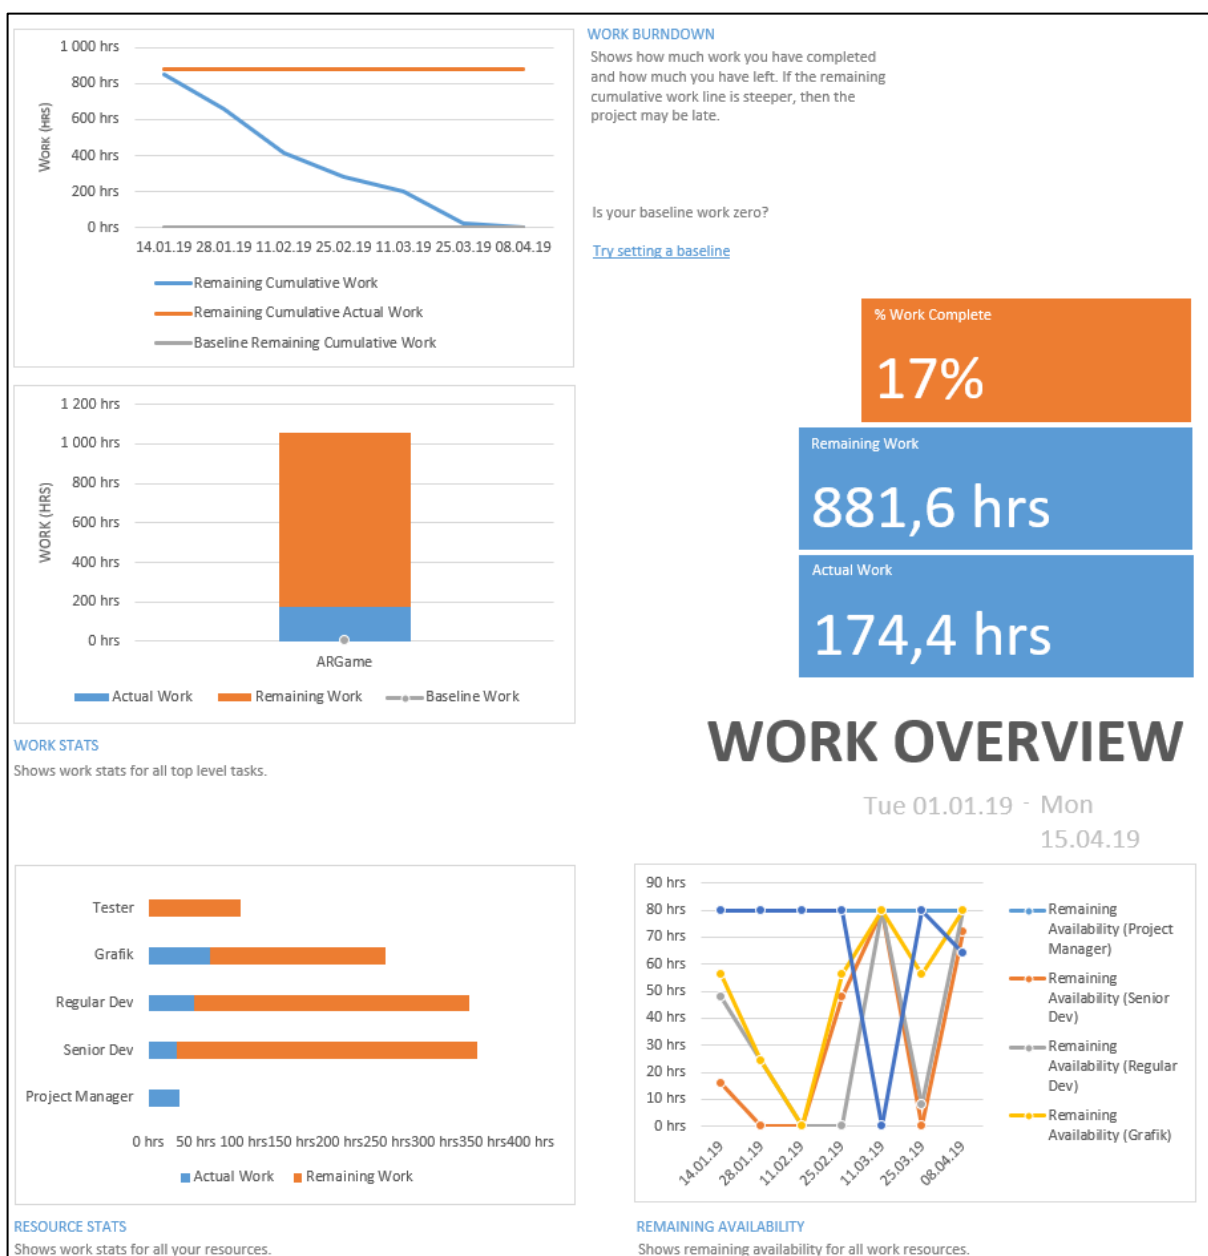 1 000 hrs
800 hrs
600 hrs
400 hrs
200 hrs
0 hrs
WORK (HRS)
14.01.19 28.01.19 11.02.19 25.02.19 11.03.19 25.03.19 08.04.19
Remaining Cumulative Work
Remaining Cumulative Actual Work
Baseline Remaining Cumulative Work
WORK BURNDOWN
Shows how much work you have completed
and how much you have left. If the remaining
cumulative work line is steeper, then the
project may be late.
Is your baseline work zero?
Try setting a baseline
% Work Complete
17%
Remaining Work
881,6 hrs
Actual Work
174,4 hrs
1 200 hrs
1 000 hrs
800 hrs
600 hrs
400 hrs
200 hrs
0 hrs
WORK (HRS)
ARGame
Actual Work Remaining Work Baseline Work
WORK STATS
Shows work stats for all top level tasks.
WORK OVERVIEW
Tue 01.01.19 - Mon
15.04.19
Tester
Grafik
Regular Dev
Senior Dev
Project Manager
0 hrs 50 hrs 100 hrs 150 hrs 200 hrs 250 hrs 300 hrs 350 hrs 400 hrs
Actual Work Remaining Work
RESOURCE STATS
Shows work stats for all your resources.
90 hrs
80 hrs
70 hrs
60 hrs
50 hrs
40 hrs
30 hrs
20 hrs
10 hrs
0 hrs
14.01.19 28.01.19 11.02.19 25.02.19 11.03.19 25.03.19 08.04.19
Remaining
Availability (Project
Manager)
Remaining
Availability (Senior
Dev)
Remaining
Availability (Regular
Dev)
Remaining
Availability (Grafik)
REMAINING AVAILABILITY
Shows remaining availability for all work resources.